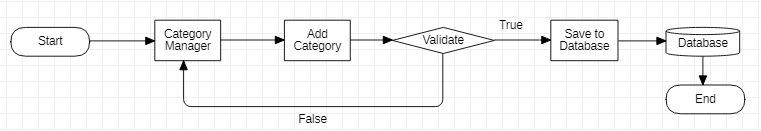 Start
Category
Manager
Add
Category
Validate
True
Save to
Database
Database
False
End